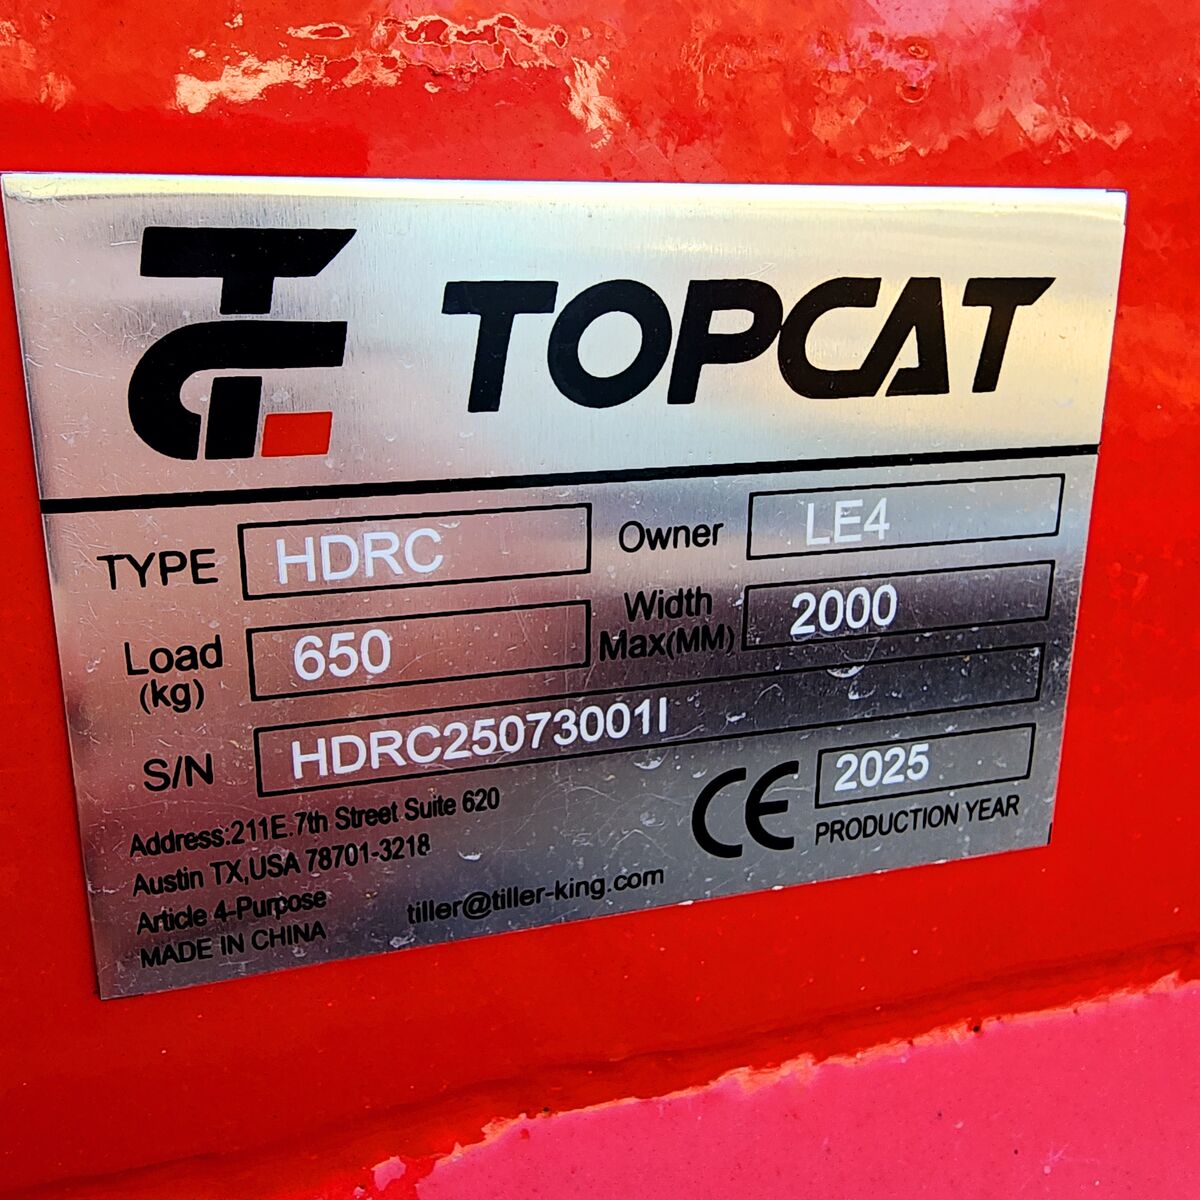 TOPCAT
TYPE HDRC Owner LE4
Load (kg) 650 Width Max(MM) 2000
S/N HDRC25073001I
CE 2025
PRODUCTION YEAR
Address:211E.7th Street Suite 620
Austin TX,USA 78701-3218
Article 4-Purpose
tiller@tiller-king.com
MADE IN CHINA